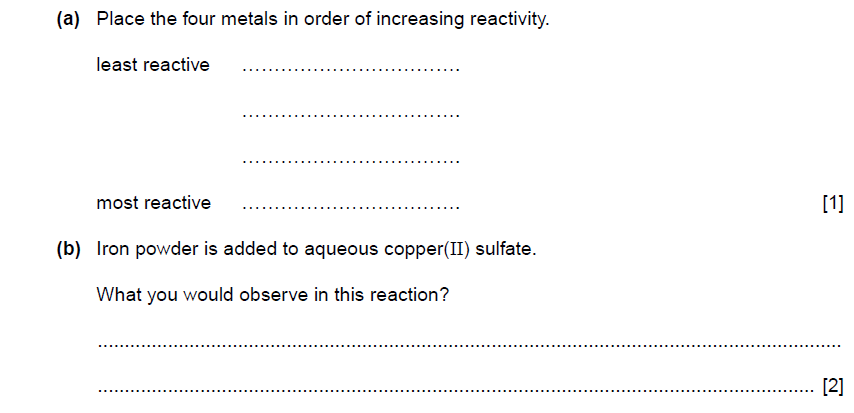 (a) Place the four metals in order of increasing reactivity.
least reactive ..................................
..................................
..................................
most reactive .................................. [1]
(b) Iron powder is added to aqueous copper(II) sulfate.
What you would observe in this reaction?
..........................................................................................................................................
.................................................................................................................................. [2]